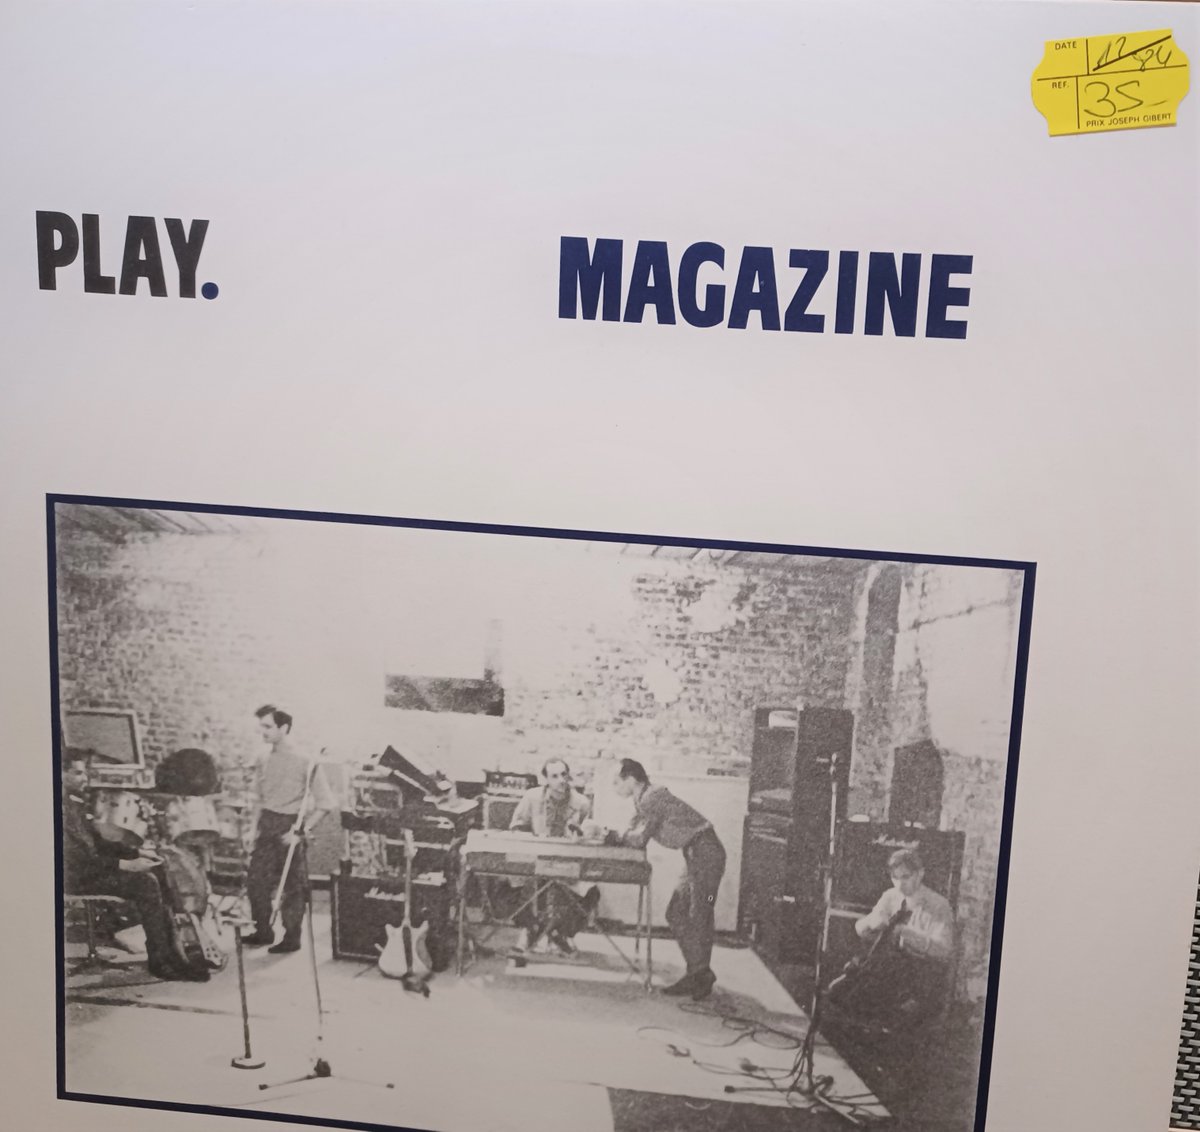 DATE 12 84
REF. 35
PRIX JOSEPH GIBERT
PLAY. MAGAZINE